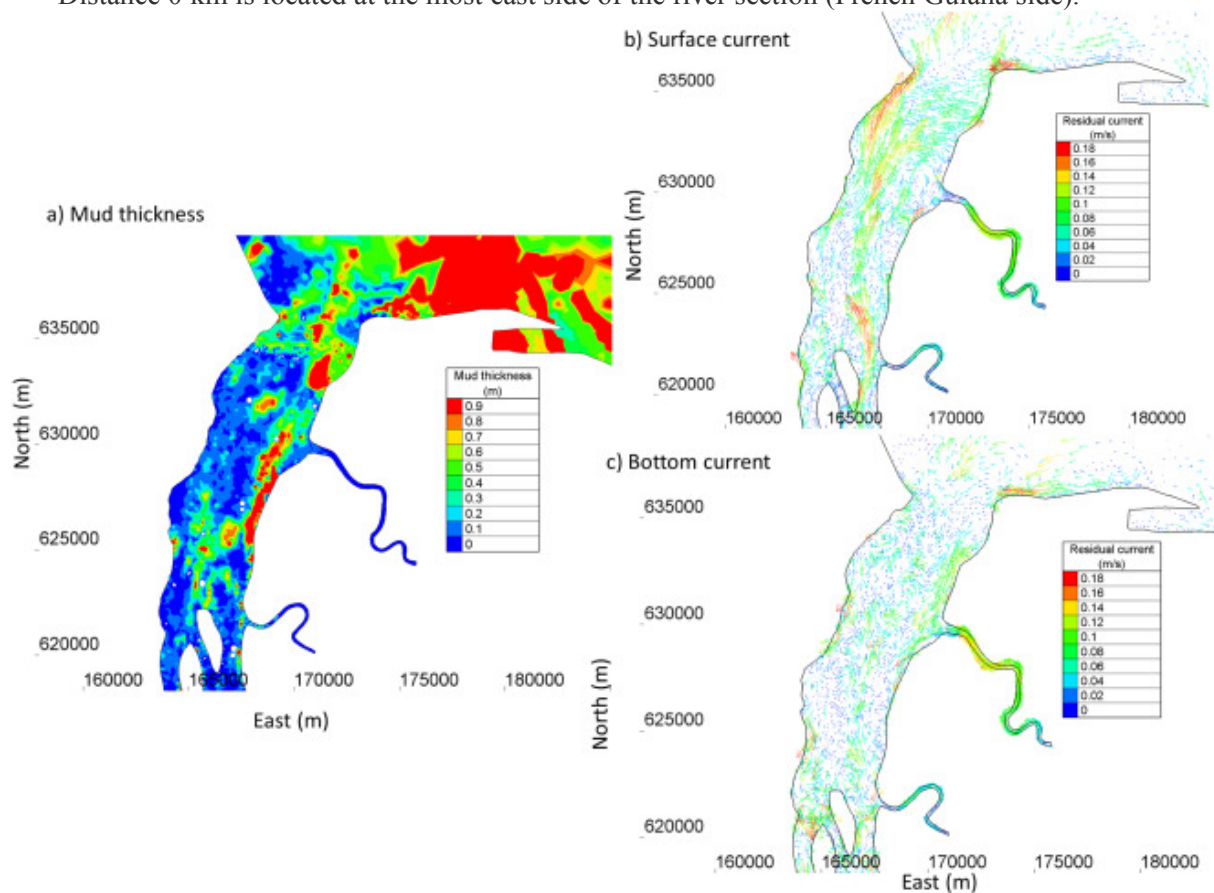 Distance 0 km is located at the most east side of the river section (French Guiana side).
b) Surface current
635000
Residual current
(m/s)
0.18
0.16
0.14
0.12
0.1
0.08
0.06
0.04
0.02
0
630000
625000
620000
North (m)
160000 165000 170000 175000 180000
a) Mud thickness
635000
Mud thickness
(m)
0.9
0.8
0.7
0.6
0.5
0.4
0.3
0.2
0.1
0
630000
625000
620000
North (m)
160000 165000 170000 175000 180000
East (m)
c) Bottom current
635000
Residual current
(m/s)
0.18
0.16
0.14
0.12
0.1
0.08
0.06
0.04
0.02
0
630000
625000
620000
North (m)
160000 165000 170000 175000 180000
East (m)